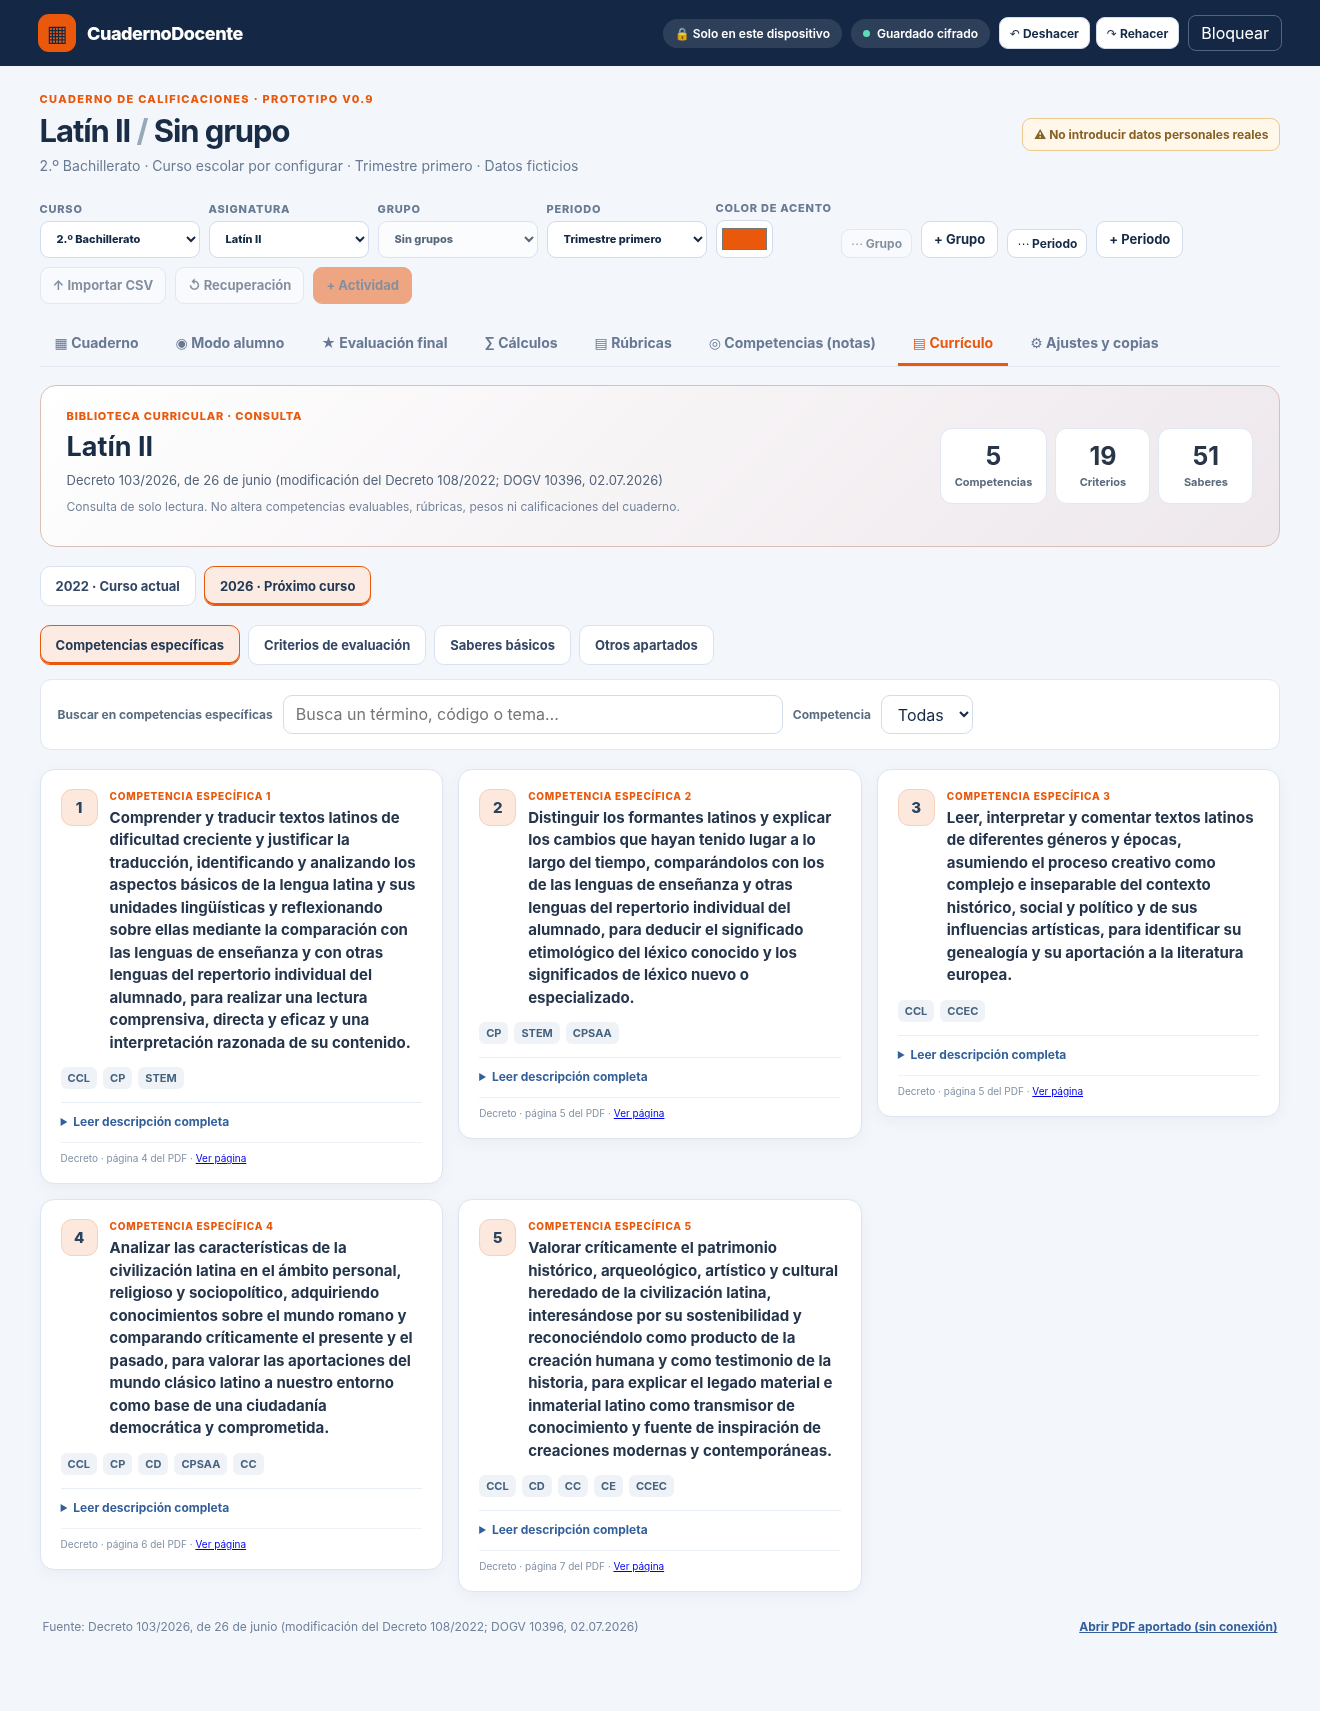 CuadernoDocente
🔒 Solo en este dispositivo
Guardado cifrado
↶ Deshacer
↷ Rehacer
Bloquear
CUADERNO DE CALIFICACIONES · PROTOTIPO V0.9
Latín II / Sin grupo
⚠ No introducir datos personales reales
2.º Bachillerato · Curso escolar por configurar · Trimestre primero · Datos ficticios
CURSO
ASIGNATURA
GRUPO
PERIODO
COLOR DE ACENTO
2.º Bachillerato
Latín II
Sin grupos
Trimestre primero
⋯ Grupo
+ Grupo
⋯ Periodo
+ Periodo
↑ Importar CSV
↺ Recuperación
+ Actividad
▦ Cuaderno
◉ Modo alumno
★ Evaluación final
∑ Cálculos
▤ Rúbricas
◎ Competencias (notas)
▤ Currículo
⚙ Ajustes y copias
BIBLIOTECA CURRICULAR · CONSULTA
Latín II
Decreto 103/2026, de 26 de junio (modificación del Decreto 108/2022; DOGV 10396, 02.07.2026)
Consulta de solo lectura. No altera competencias evaluables, rúbricas, pesos ni calificaciones del cuaderno.
5
Competencias
19
Criterios
51
Saberes
2022 · Curso actual
2026 · Próximo curso
Competencias específicas
Criterios de evaluación
Saberes básicos
Otros apartados
Buscar en competencias específicas
Busca un término, código o tema...
Competencia
Todas
1
COMPETENCIA ESPECÍFICA 1
Comprender y traducir textos latinos de
dificultad creciente y justificar la
traducción, identificando y analizando los
aspectos básicos de la lengua latina y sus
unidades lingüísticas y reflexionando
sobre ellas mediante la comparación con
las lenguas de enseñanza y con otras
lenguas del repertorio individual del
alumnado, para realizar una lectura
comprensiva, directa y eficaz y una
interpretación razonada de su contenido.
CCL
CP
STEM
▶ Leer descripción completa
Decreto · página 4 del PDF · Ver página
2
COMPETENCIA ESPECÍFICA 2
Distinguir los formantes latinos y explicar
los cambios que hayan tenido lugar a lo
largo del tiempo, comparándolos con los
de las lenguas de enseñanza y otras
lenguas del repertorio individual del
alumnado, para deducir el significado
etimológico del léxico conocido y los
significados de léxico nuevo o
especializado.
CP
STEM
CPSAA
▶ Leer descripción completa
Decreto · página 5 del PDF · Ver página
3
COMPETENCIA ESPECÍFICA 3
Leer, interpretar y comentar textos latinos
de diferentes géneros y épocas,
asumiendo el proceso creativo como
complejo e inseparable del contexto
histórico, social y político y de sus
influencias artísticas, para identificar su
genealogía y su aportación a la literatura
europea.
CCL
CCEC
▶ Leer descripción completa
Decreto · página 5 del PDF · Ver página
4
COMPETENCIA ESPECÍFICA 4
Analizar las características de la
civilización latina en el ámbito personal,
religioso y sociopolítico, adquiriendo
conocimientos sobre el mundo romano y
comparando críticamente el presente y el
pasado, para valorar las aportaciones del
mundo clásico latino a nuestro entorno
como base de una ciudadanía
democrática y comprometida.
CCL
CP
CD
CPSAA
CC
▶ Leer descripción completa
Decreto · página 6 del PDF · Ver página
5
COMPETENCIA ESPECÍFICA 5
Valorar críticamente el patrimonio
histórico, arqueológico, artístico y cultural
heredado de la civilización latina,
interesándose por su sostenibilidad y
reconociéndolo como producto de la
creación humana y como testimonio de la
historia, para explicar el legado material e
inmaterial latino como transmisor de
conocimiento y fuente de inspiración de
creaciones modernas y contemporáneas.
CCL
CD
CC
CE
CCEC
▶ Leer descripción completa
Decreto · página 7 del PDF · Ver página
Fuente: Decreto 103/2026, de 26 de junio (modificación del Decreto 108/2022; DOGV 10396, 02.07.2026)
Abrir PDF aportado (sin conexión)